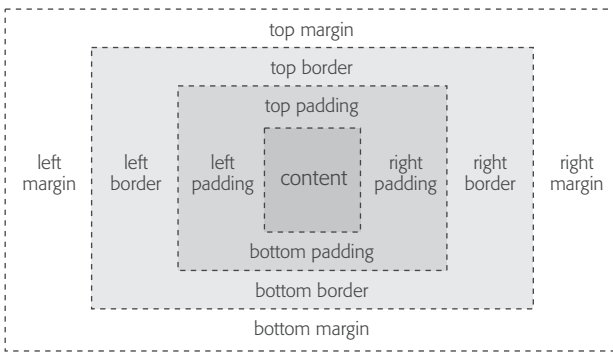 top margin
top border
top padding
left margin
left border
left padding
content
right padding
right border
right margin
bottom padding
bottom border
bottom margin